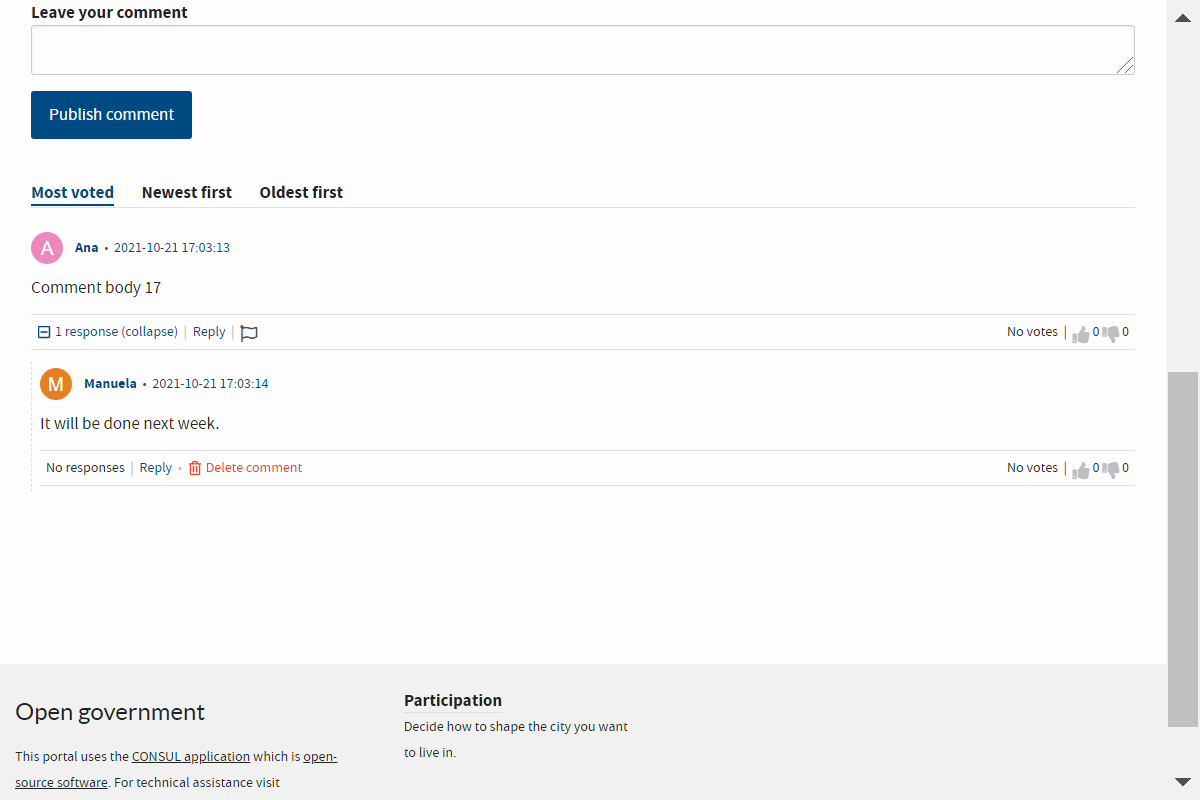 Leave your comment
Publish comment
Most voted Newest first Oldest first
A Ana • 2021-10-21 17:03:13
Comment body 17
1 response (collapse) | Reply | No votes | 0 0
M Manuela • 2021-10-21 17:03:14
It will be done next week.
No responses | Reply • Delete comment No votes | 0 0
Open government
This portal uses the CONSUL application which is open-
source software. For technical assistance visit
Participation
Decide how to shape the city you want
to live in.